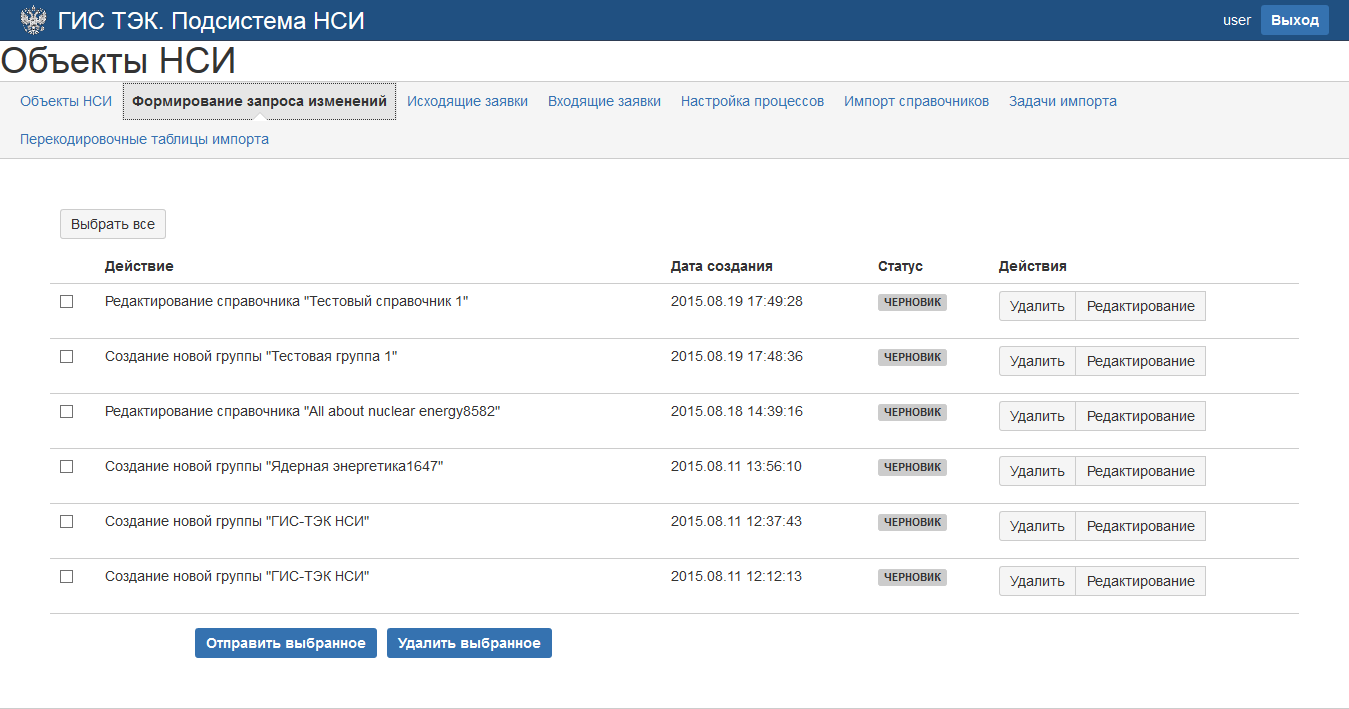 ГИС ТЭК. Подсистема НСИ user Выход
Объекты НСИ
Объекты НСИ Формирование запроса изменений Исходящие заявки Входящие заявки Настройка процессов Импорт справочников Задачи импорта
Перекодировочные таблицы импорта
Выбрать все
Действие Дата создания Статус Действия
Редактирование справочника "Тестовый справочник 1" 2015.08.19 17:49:28 ЧЕРНОВИК Удалить Редактирование
Создание новой группы "Тестовая группа 1" 2015.08.19 17:48:36 ЧЕРНОВИК Удалить Редактирование
Редактирование справочника "All about nuclear energy8582" 2015.08.18 14:39:16 ЧЕРНОВИК Удалить Редактирование
Создание новой группы "Ядерная энергетика1647" 2015.08.11 13:56:10 ЧЕРНОВИК Удалить Редактирование
Создание новой группы "ГИС-ТЭК НСИ" 2015.08.11 12:37:43 ЧЕРНОВИК Удалить Редактирование
Создание новой группы "ГИС-ТЭК НСИ" 2015.08.11 12:12:13 ЧЕРНОВИК Удалить Редактирование
Отправить выбранное Удалить выбранное